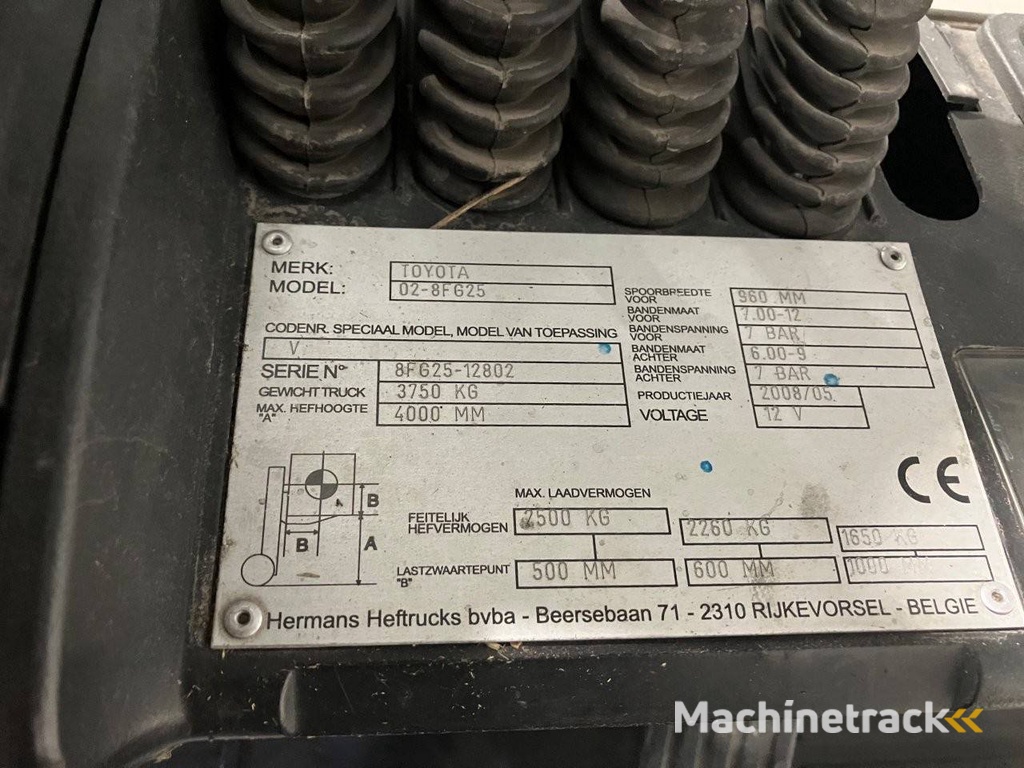 MERK: TOYOTA
MODEL: 02-8FG25
CODENR. SPECIAAL MODEL, MODEL VAN TOEPASSING
V
SERIE N° 8FG25-12802
GEWICHT TRUCK 3750 KG
MAX. HEFHOOGTE "A" 4000 MM
SPOORBREEDTE VOOR 960 MM
BANDENMAAT VOOR 7.00-12
BANDENSPANNING VOOR 7 BAR
BANDENMAAT ACHTER 6.00-9
BANDENSPANNING ACHTER 7 BAR
PRODUCTIEJAAR 2008/05
VOLTAGE 12 V
CE
B
B
A
MAX. LAADVERMOGEN
FEITELIJK HEFVERMOGEN 2500 KG 2260 KG 1650 KG
LASTZWAARTEPUNT "B" 500 MM 600 MM 1000 MM
Hermans Heftrucks bvba - Beersebaan 71 - 2310 RIJKEVORSEL - BELGIE
Machinetrack